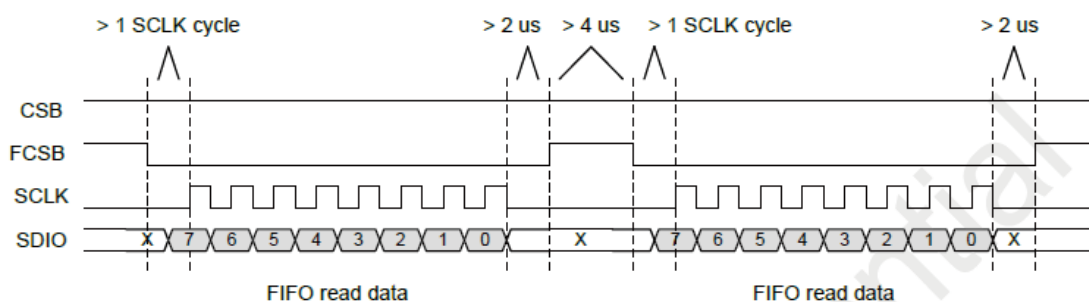 > 1 SCLK cycle > 2 us > 4 us > 1 SCLK cycle > 2 us
CSB
FCSB
SCLK
SDIO X 7 6 5 4 3 2 1 0 X 7 6 5 4 3 2 1 0 X
FIFO read data FIFO read data
ntial